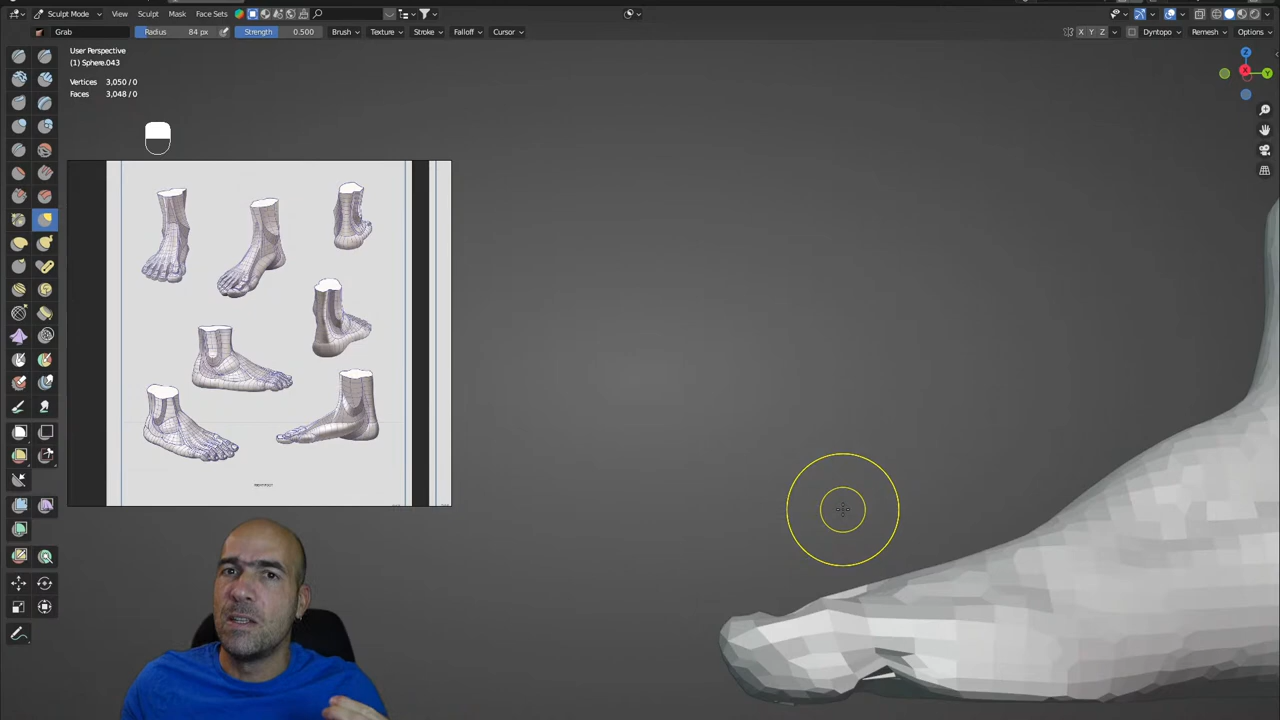 Sculpt Mode View Sculpt Mask Face Sets
Grab Radius 84 px Strength 0.500 Brush Texture Stroke Falloff Cursor X Y Z Dyntopo Remesh Options
User Perspective
(1) Sphere.043
Vertices 3,050 / 0
Faces 3,048 / 0
Z
X
Y